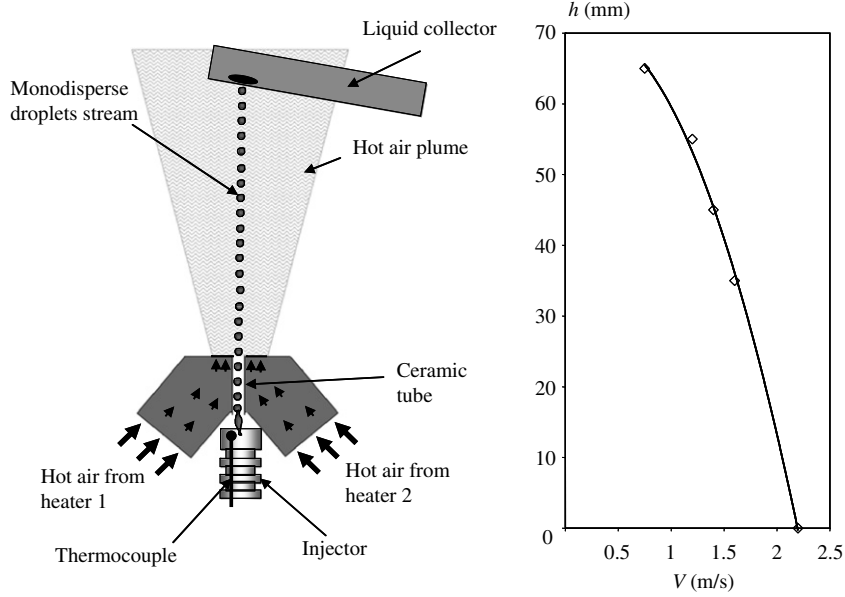 Liquid collector
Monodisperse
droplets stream
Hot air plume
Ceramic
tube
Hot air from
heater 1
Hot air from
heater 2
Thermocouple
Injector
h (mm)
70
60
50
40
30
20
10
0
0.5 1 1.5 2 2.5
V (m/s)